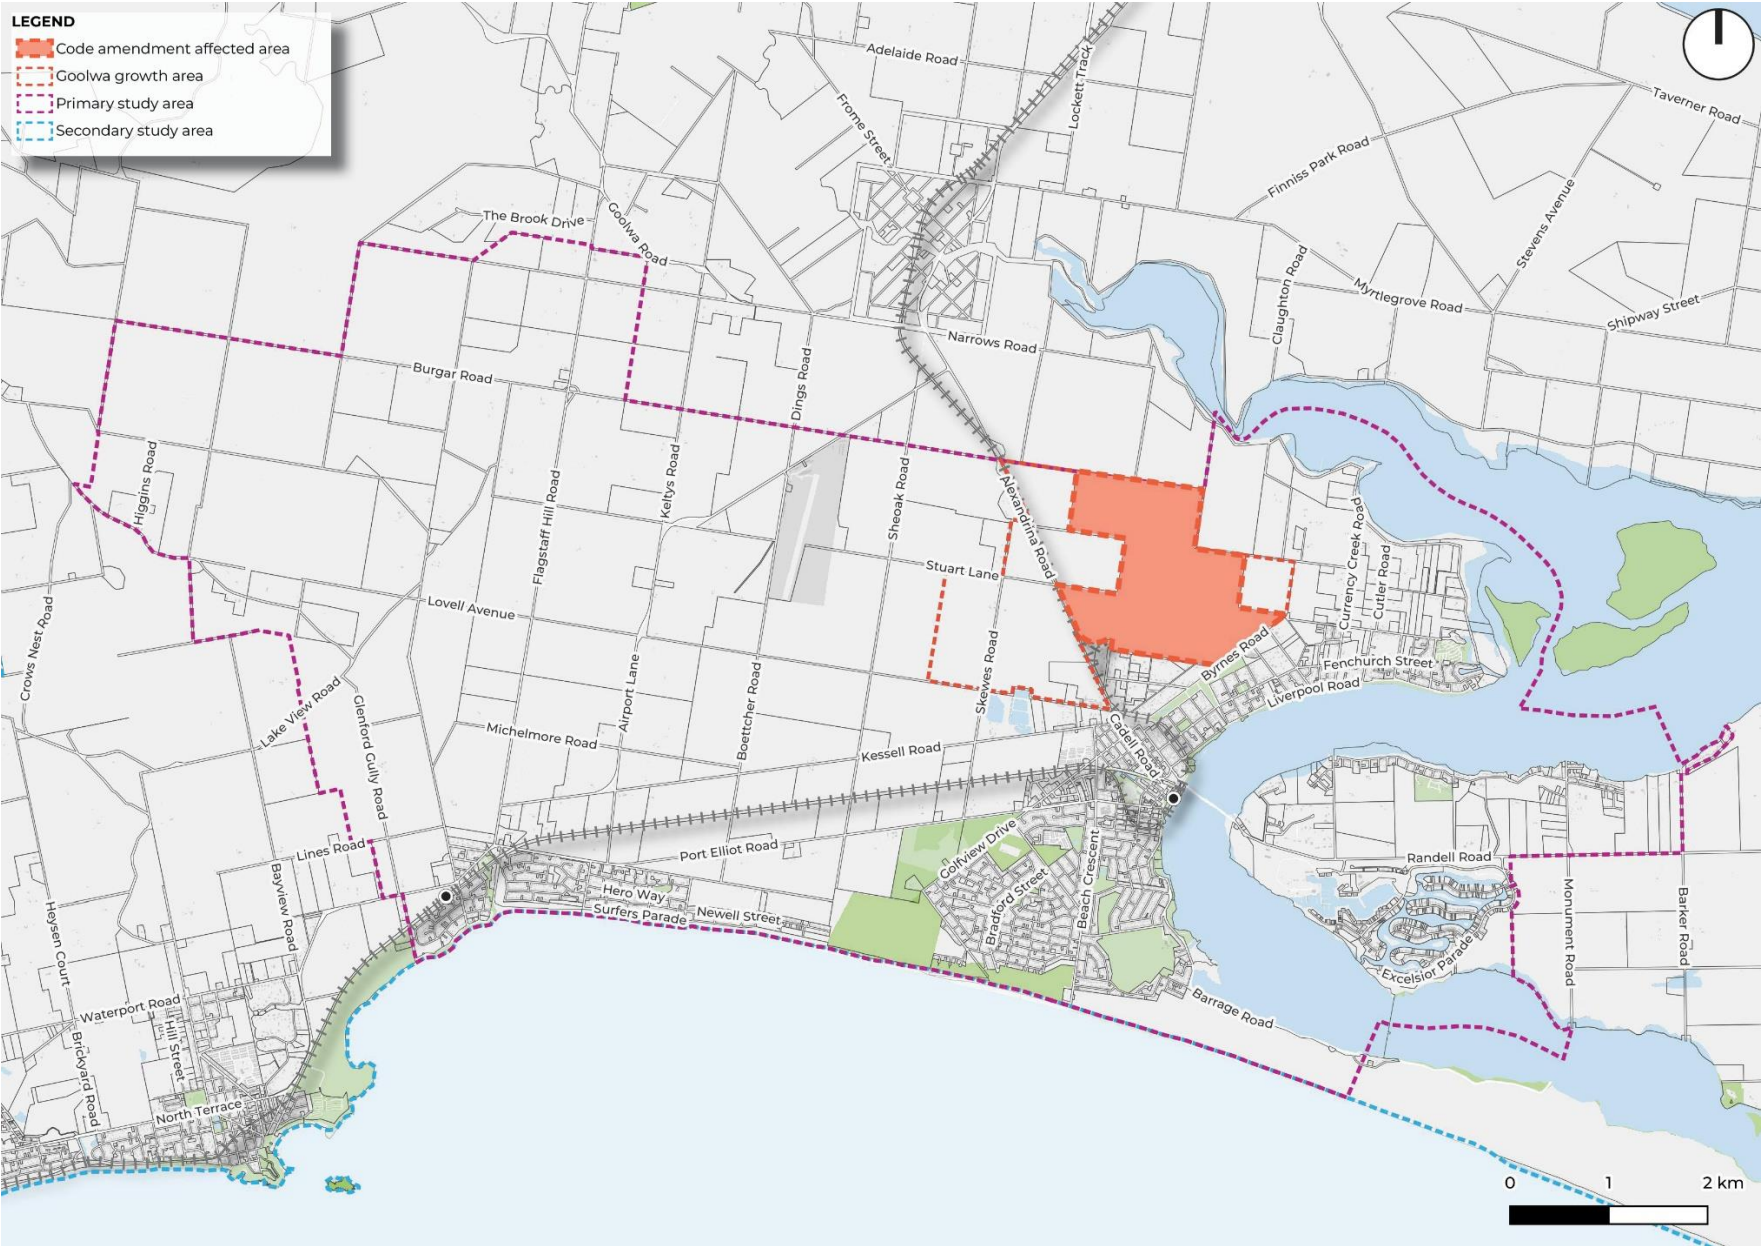 LEGEND
Code amendment affected area
Goolwa growth area
Primary study area
Secondary study area
Adelaide Road
Lockett Track
Taverner Road
Frome Street
Finniss Park Road
Stevens Avenue
The Brook Drive
Goolwa Road
Claughton Road
Myrtlegrove Road
Shipway Street
Narrows Road
Burgar Road
Dings Road
Higgins Road
Keltys Road
Flagstaff Hill Road
Sheoak Road
Alexandrina Road
Currency Creek Road
Cutler Road
Stuart Lane
Lovell Avenue
Crows Nest Road
Byrnes Road
Fenchurch Street
Liverpool Road
Skewes Road
Airport Lane
Boettcher Road
Lake View Road
Glenford Gully Road
Michelmore Road
Kessell Road
Cadell Road
Lines Road
Port Elliot Road
Golfview Drive
Beach Crescent
Randell Road
Bayview Road
Hero Way
Surfers Parade
Newell Street
Bradford Street
Monument Road
Barker Road
Heysen Court
Excelsior Parade
Waterport Road
Hill Street
Brickyard Road
Barrage Road
North Terrace
0 1 2 km